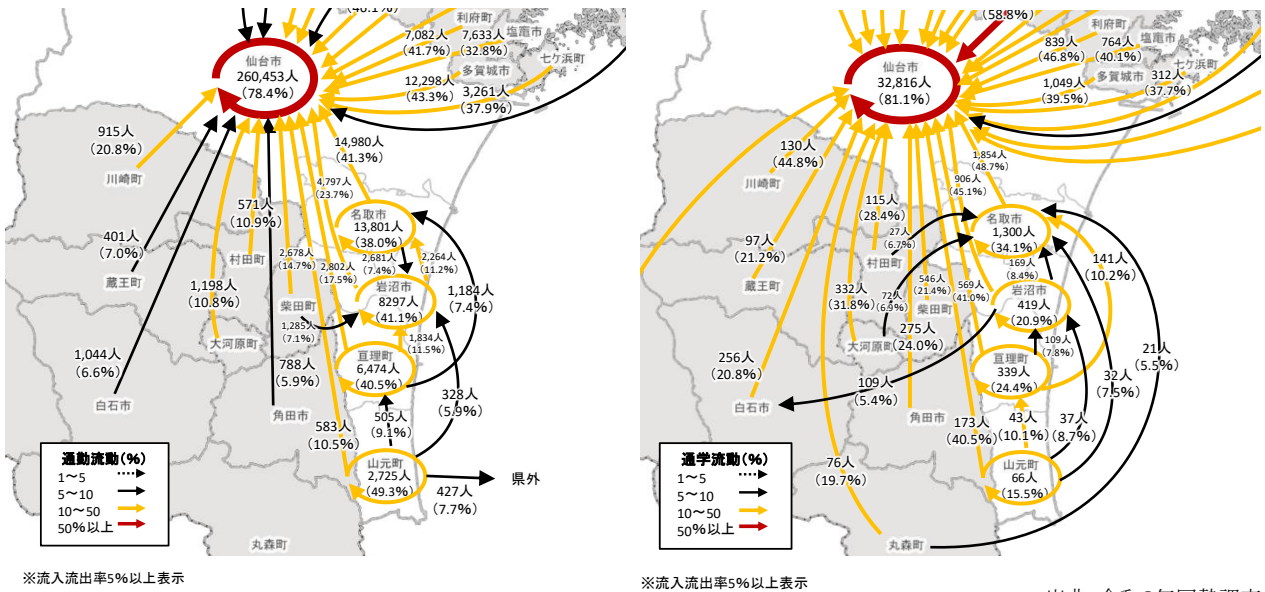 (40.1%)
利府町
7,082人
(41.7%)
7,633人
(32.8%)
塩竈市
七ケ浜町
多賀城市
仙台市
260,453人
(78.4%)
12,298人
(43.3%)
3,261人
(37.9%)
915人
(20.8%)
14,980人
(41.3%)
川崎町
4,797人
(23.7%)
571人
(10.9%)
名取市
13,801人
(38.0%)
401人
(7.0%)
村田町
2,678人
(14.7%)
2,802人
(17.5%)
2,681人
(7.4%)
2,264人
(11.2%)
蔵王町
1,198人
(10.8%)
岩沼市
8297人
(41.1%)
1,184人
(7.4%)
柴田町
1,285人
(7.1%)
大河原町
1,834人
(11.5%)
1,044人
(6.6%)
788人
(5.9%)
亘理町
6,474人
(40.5%)
328人
(5.9%)
白石市
角田市
583人
(10.5%)
505人
(9.1%)
山元町
2,725人
(49.3%)
427人
(7.7%)
県外
丸森町
通勤流動(%)
1～5
5～10
10～50
50%以上
※流入流出率5%以上表示
(58.8%)
利府町
839人
(46.8%)
764人
(40.1%)
塩竈市
七ケ浜町
多賀城市
仙台市
32,816人
(81.1%)
1,049人
(39.5%)
312人
(37.7%)
130人
(44.8%)
1,854人
(48.7%)
川崎町
906人
(45.1%)
115人
(28.4%)
27人
(6.7%)
名取市
1,300人
(34.1%)
97人
(21.2%)
村田町
169人
(8.4%)
141人
(10.2%)
蔵王町
332人
(31.8%)
72人
(6.9%)
546人
(21.4%)
569人
(41.0%)
岩沼市
419人
(20.9%)
柴田町
275人
(24.0%)
大河原町
109人
(7.8%)
256人
(20.8%)
亘理町
339人
(24.4%)
21人
(5.5%)
109人
(5.4%)
32人
(7.5%)
白石市
角田市
173人
(40.5%)
43人
(10.1%)
37人
(8.7%)
山元町
66人
(15.5%)
76人
(19.7%)
丸森町
通学流動(%)
1～5
5～10
10～50
50%以上
※流入流出率5%以上表示